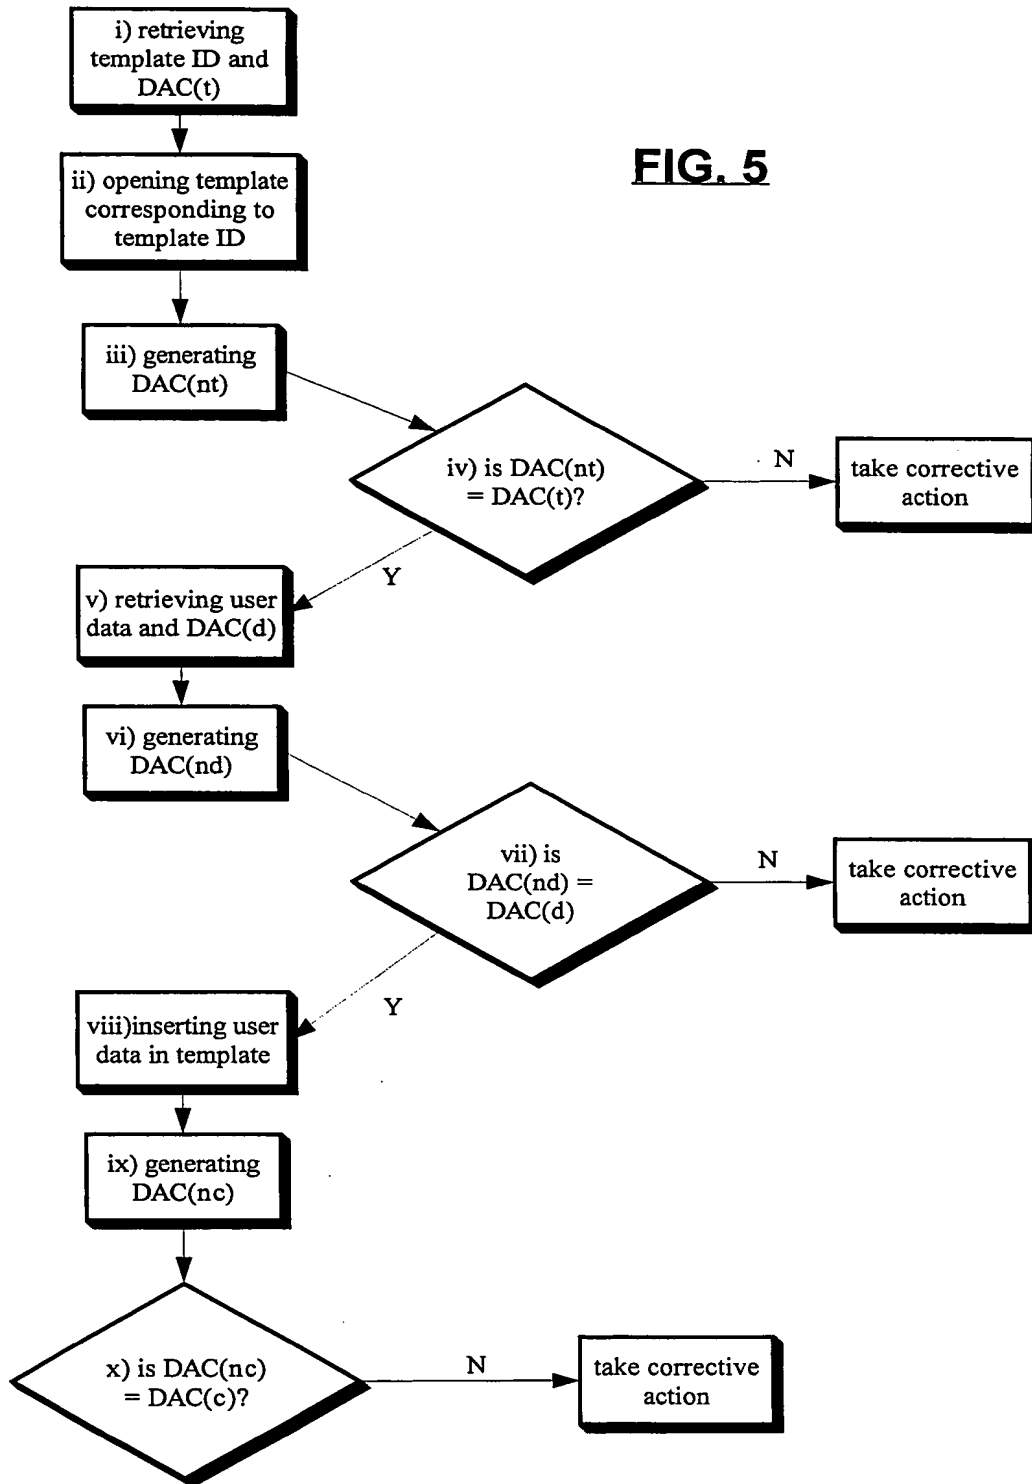 i) retrieving
template ID and
DAC(t)
FIG. 5
ii) opening template
corresponding to
template ID
iii) generating
DAC(nt)
iv) is DAC(nt)
= DAC(t)?
N
take corrective
action
Y
v) retrieving user
data and DAC(d)
vi) generating
DAC(nd)
vii) is
DAC(nd) =
DAC(d)
N
take corrective
action
Y
viii)inserting user
data in template
ix) generating
DAC(nc)
x) is DAC(nc)
= DAC(c)?
N
take corrective
action